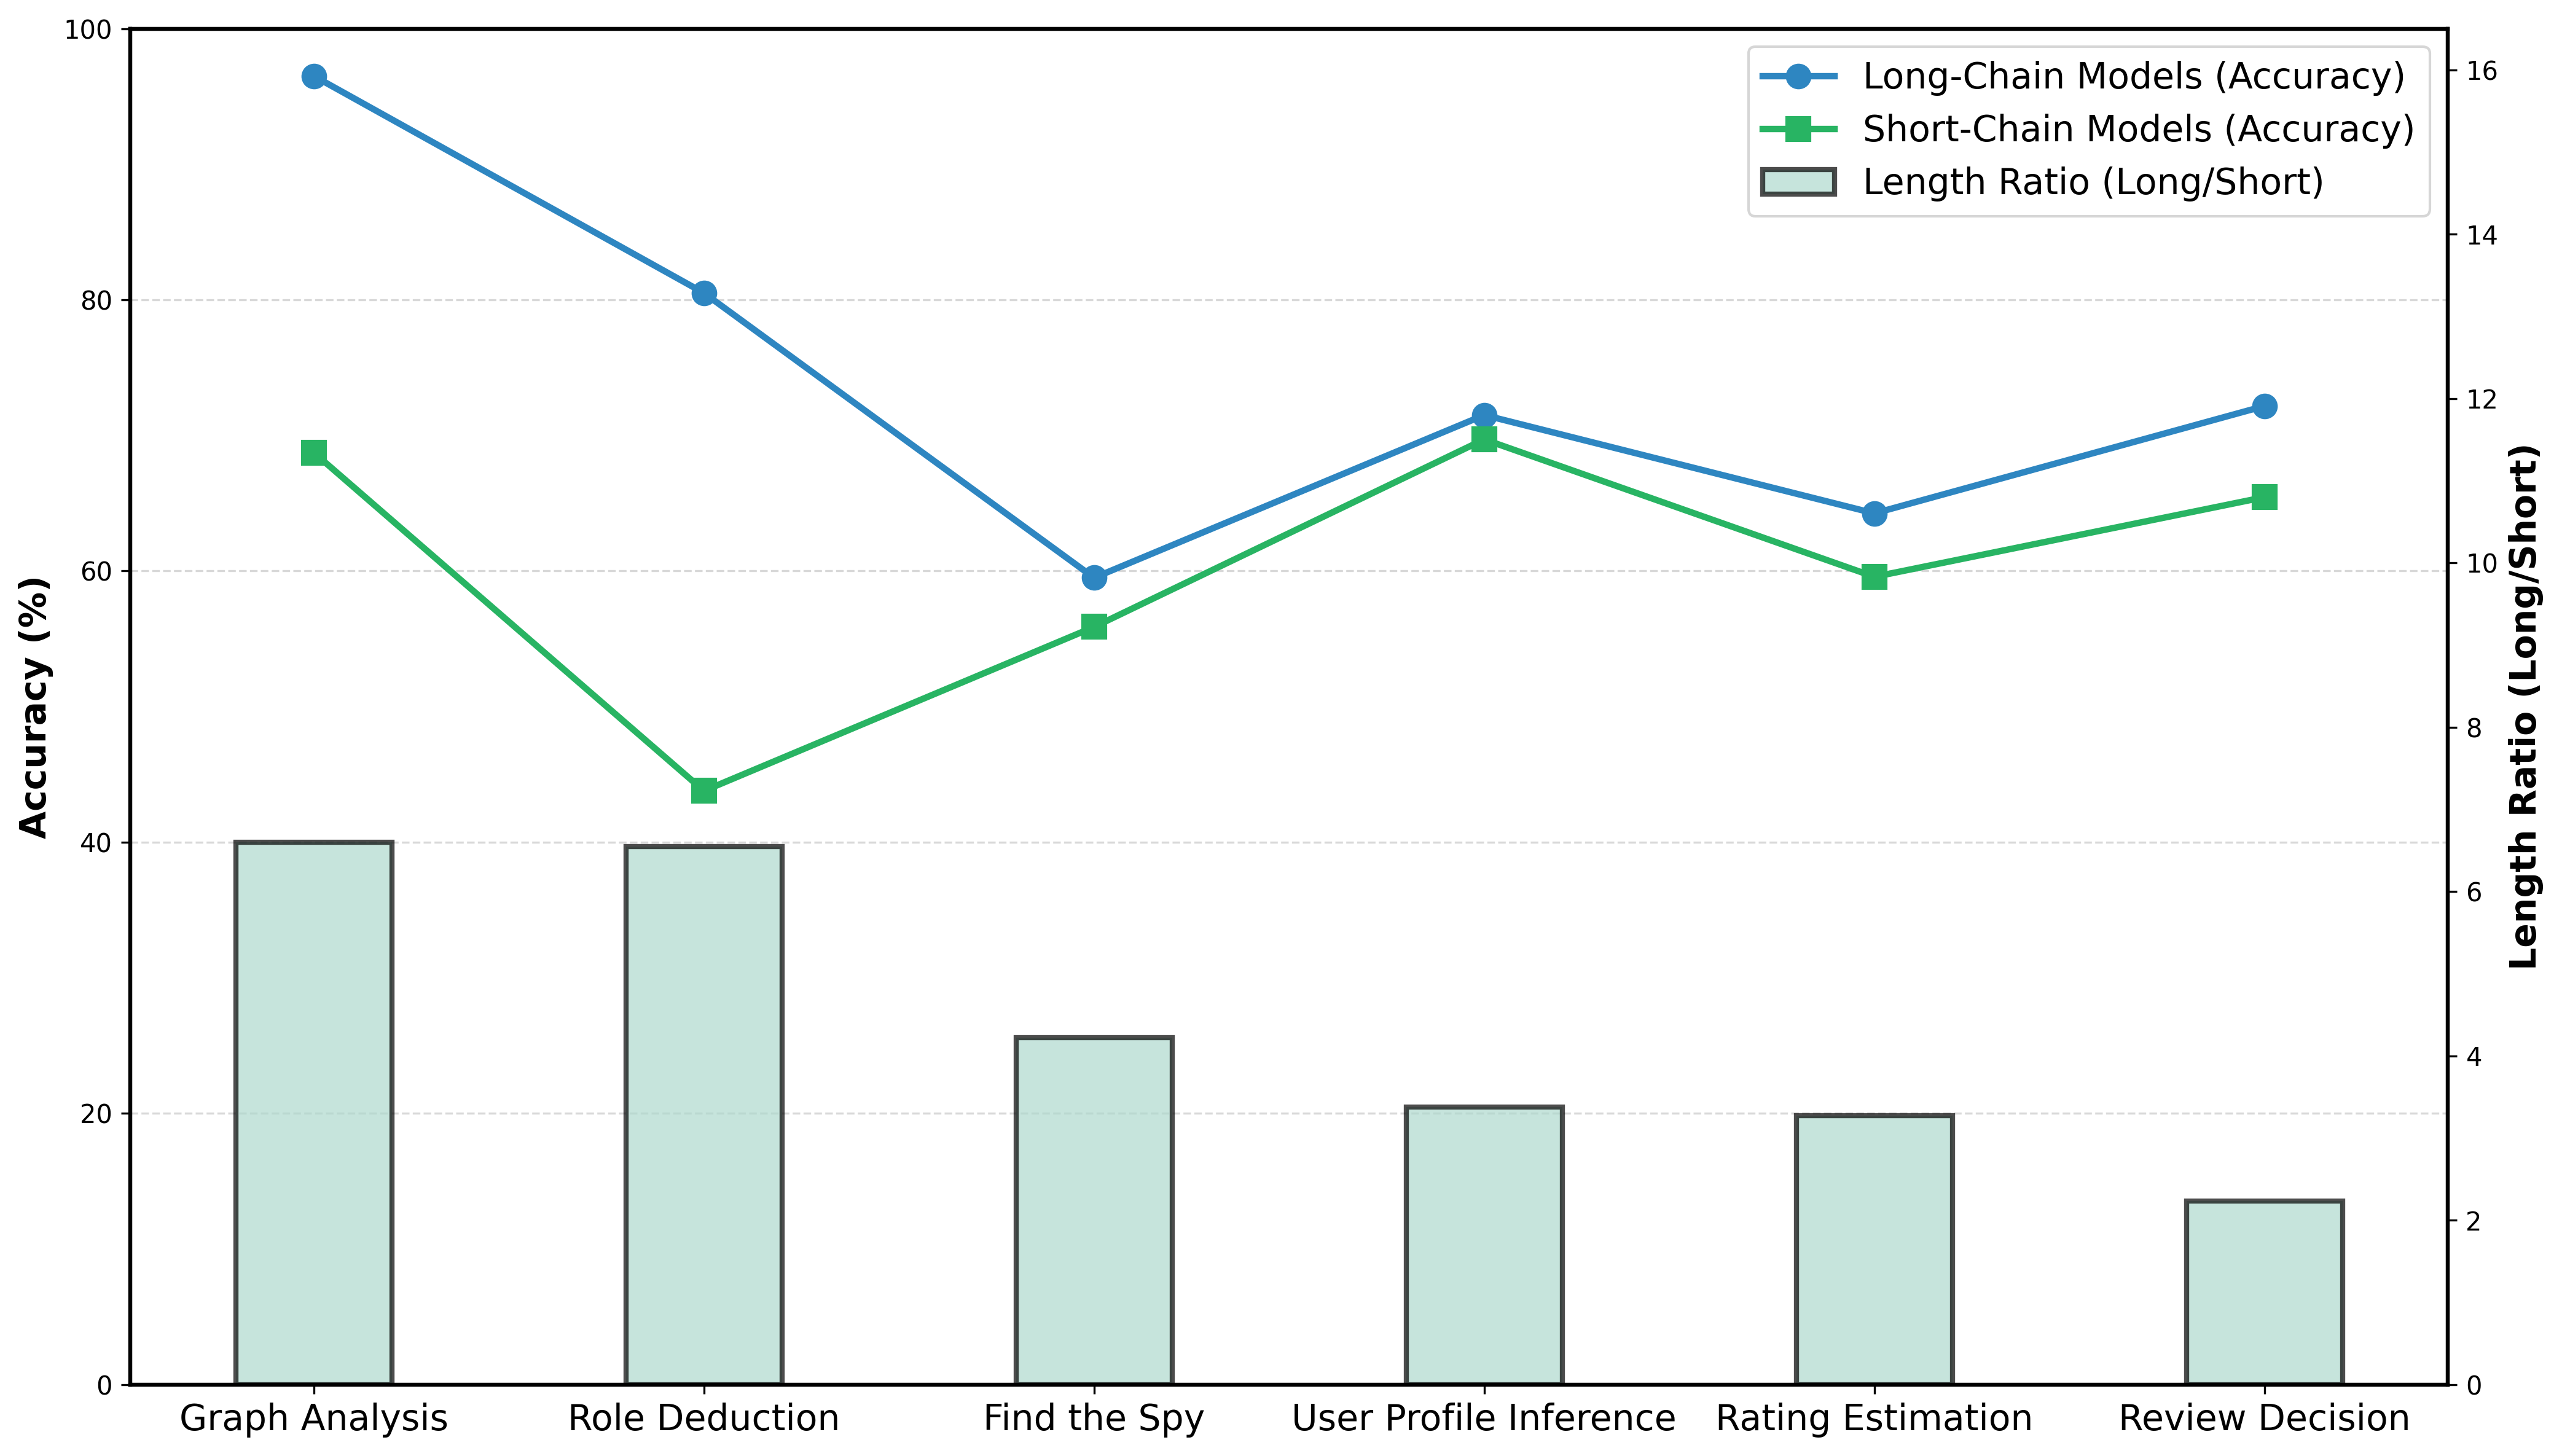 100
80
60
40
20
0
Accuracy (%)
Long-Chain Models (Accuracy)
Short-Chain Models (Accuracy)
Length Ratio (Long/Short)
16
14
12
10
8
6
4
2
0
Length Ratio (Long/Short)
Graph Analysis
Role Deduction
Find the Spy
User Profile Inference
Rating Estimation
Review Decision